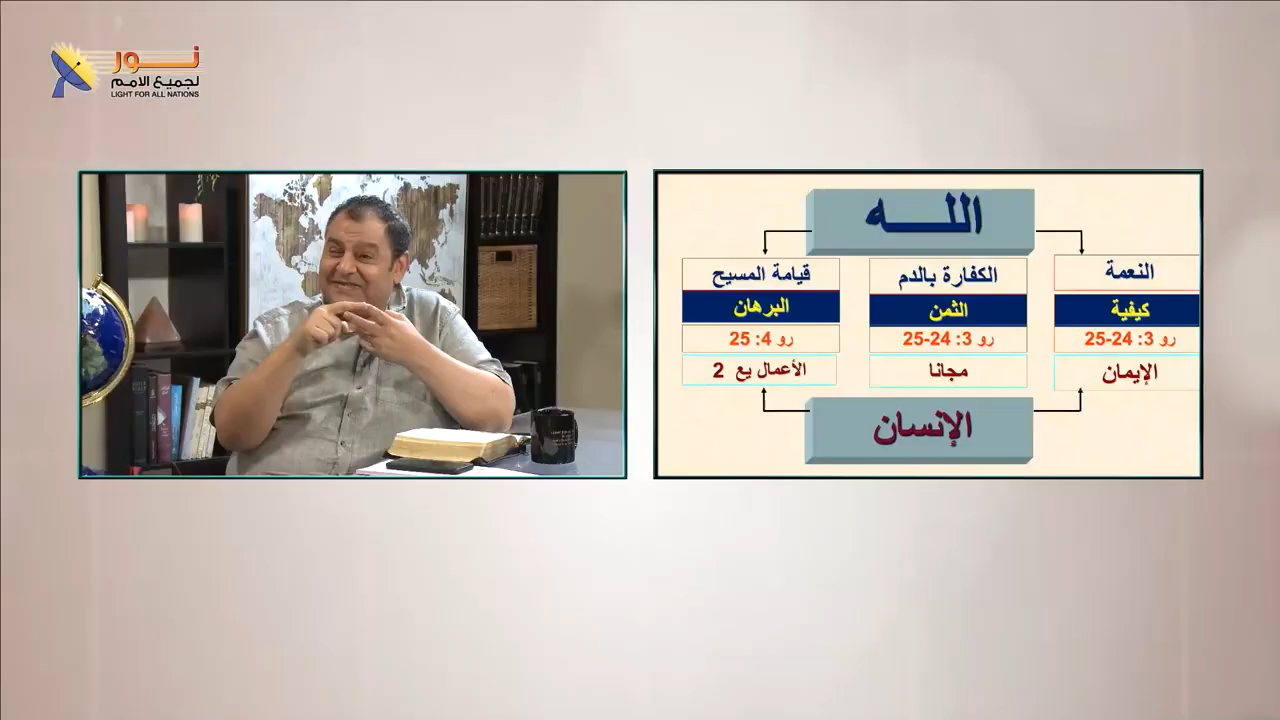 نور
لجميع الامم
LIGHT FOR ALL NATIONS
اللـــه
النعمة
الكفارة بالدم
قيامة المسيح
كيفية
الثمن
البرهان
رو 3: 24-25
رو 3: 24-25
رو 4: 25
الإيمان
مجانا
الأعمال يع 2
الإنسان